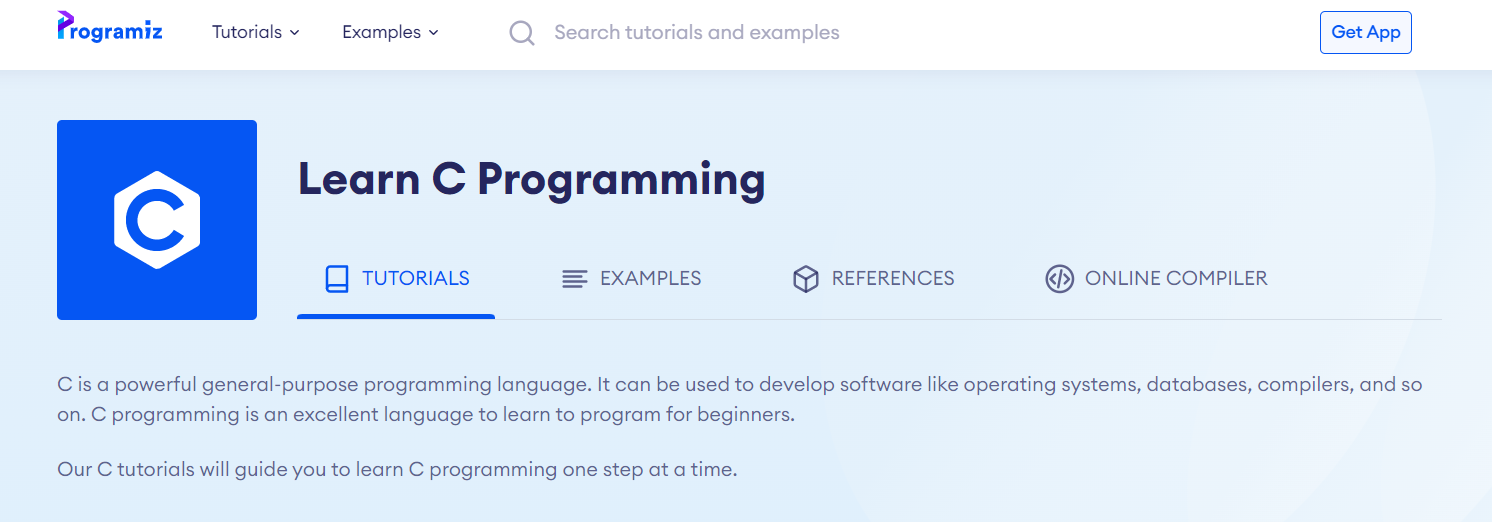 Programiz Tutorials Examples Search tutorials and examples Get App
C
Learn C Programming
TUTORIALS EXAMPLES REFERENCES ONLINE COMPILER
C is a powerful general-purpose programming language. It can be used to develop software like operating systems, databases, compilers, and so
on. C programming is an excellent language to learn to program for beginners.
Our C tutorials will guide you to learn C programming one step at a time.